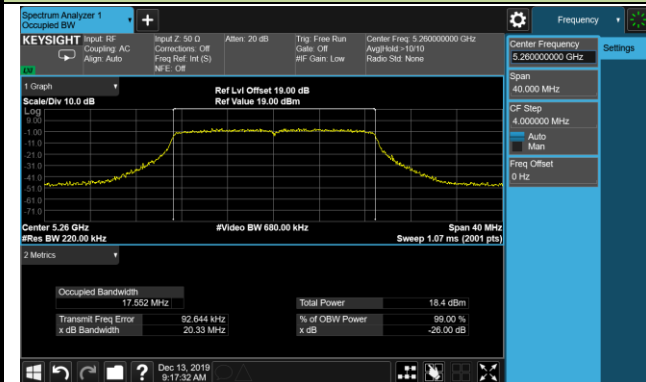 Spectrum Analyzer 1
Occupied BW
+
Frequency
KEYSIGHT Input: RF Input Z: 50 Ω Atten: 20 dB Trig: Free Run Center Freq: 5.260000000 GHz
Coupling: AC Corrections: Off Gate: Off Avg|Hold:>10/10
Align: Auto Freq Ref: Int (S) #IF Gain: Low Radio Std: None
NFE: Off
Center Frequency
5.260000000 GHz
Settings
Span
40.000 MHz
CF Step
4.000000 MHz
Auto
Man
Freq Offset
0 Hz
1 Graph
Scale/Div 10.0 dB
Ref Lvl Offset 19.00 dB
Ref Value 19.00 dBm
Log
9.00
-1.00
-11.0
-21.0
-31.0
-41.0
-51.0
-61.0
-71.0
Center 5.26 GHz #Video BW 680.00 kHz Span 40 MHz
#Res BW 220.00 kHz Sweep 1.07 ms (2001 pts)
2 Metrics
Occupied Bandwidth
17.552 MHz
Total Power 18.4 dBm
Transmit Freq Error 92.644 kHz % of OBW Power 99.00 %
x dB Bandwidth 20.33 MHz x dB -26.00 dB
?
Dec 13, 2019
9:17:32 AM